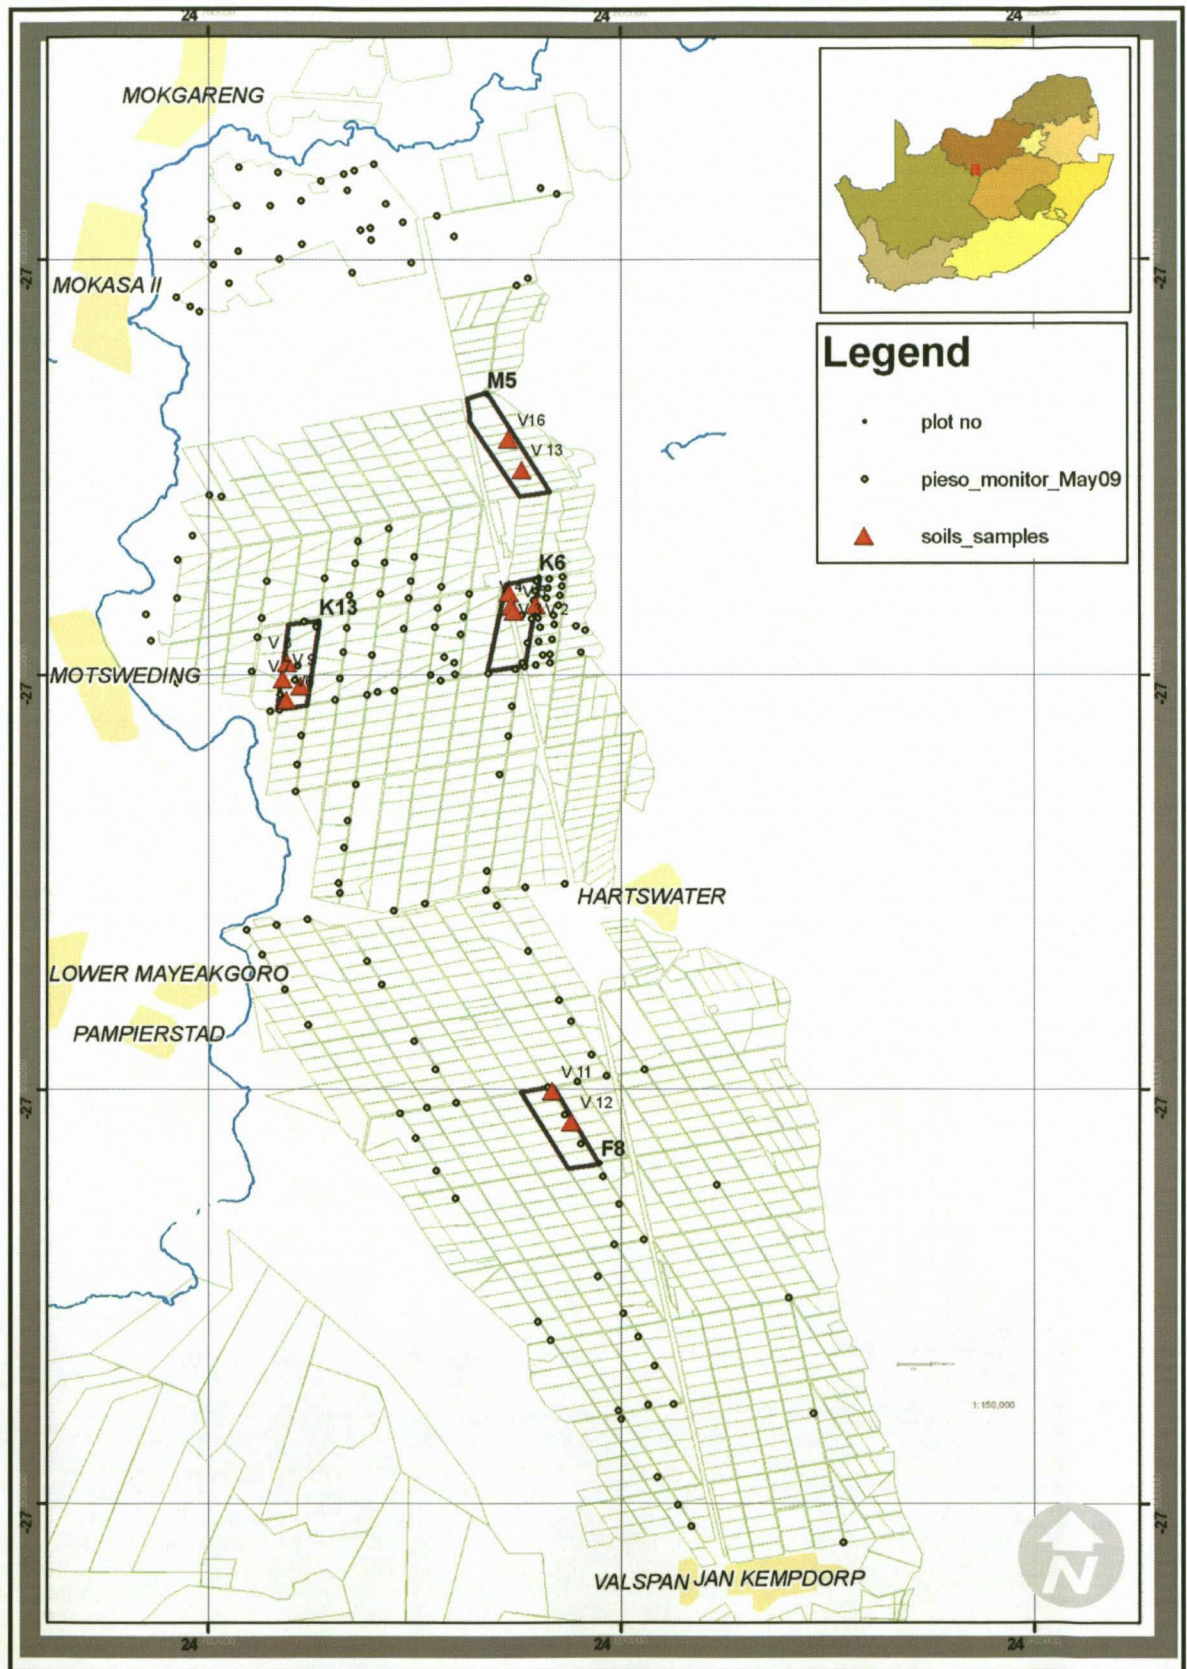 24
24
24
MOKGARENG
-27
-27
MOKASA II
Legend
plot no
pieso_monitor_May09
soils_samples
M5
V16
V 13
K6
K13
V 2
MOTSWEDING
-27
-27
HARTSWATER
LOWER MAYEAKGORO
PAMPIERSTAD
-27
-27
V 11
V 12
F8
1:150,000
-27
-27
VALSPAN
JAN KEMPDORP
N
24
24
24